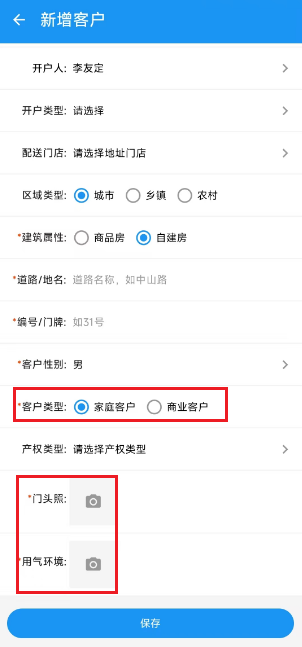 新增客户
开户人: 李友定
开户类型: 请选择
配送门店: 请选择地址门店
区域类型: 城市 乡镇 农村
*建筑属性: 商品房 自建房
*道路/地名: 道路名称，如中山路
*编号/门牌: 如31号
*客户性别: 男
*客户类型: 家庭客户 商业客户
产权类型: 请选择产权类型
*门头照:
*用气环境:
保存